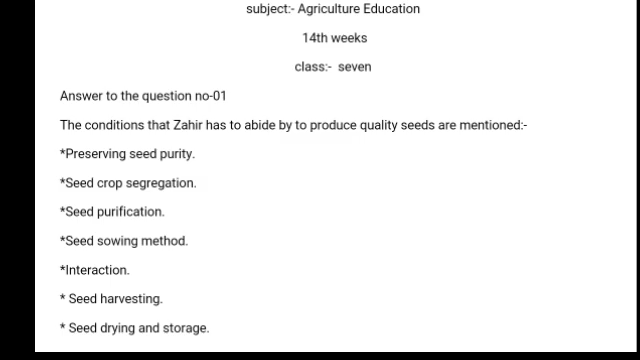 subject:- Agriculture Education
14th weeks
class:- seven
Answer to the question no-01
The conditions that Zahir has to abide by to produce quality seeds are mentioned:-
*Preserving seed purity.
*Seed crop segregation.
*Seed purification.
*Seed sowing method.
*Interaction.
* Seed harvesting.
* Seed drying and storage.